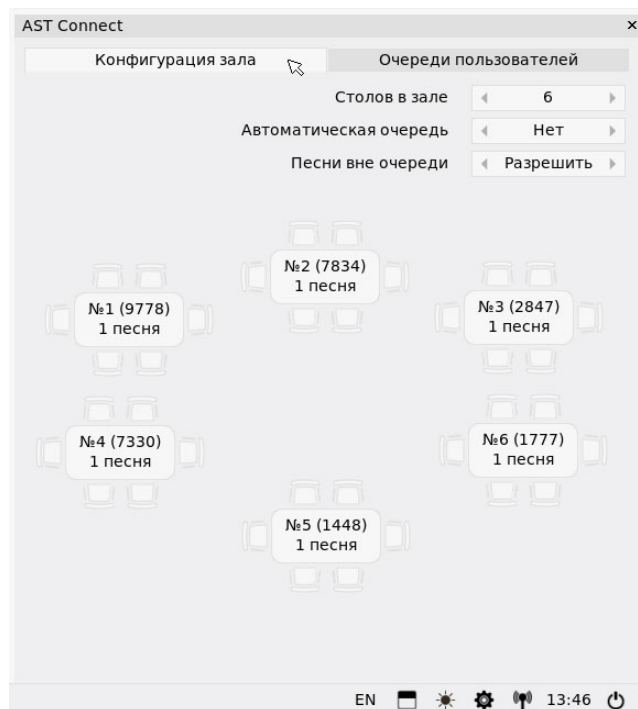 AST Connect
Конфигурация зала
Очереди пользователей
Столов в зале 6
Автоматическая очередь Нет
Песни вне очереди Разрешить
№2 (7834)
1 песня
№1 (9778)
1 песня
№3 (2847)
1 песня
№4 (7330)
1 песня
№6 (1777)
1 песня
№5 (1448)
1 песня
EN 13:46